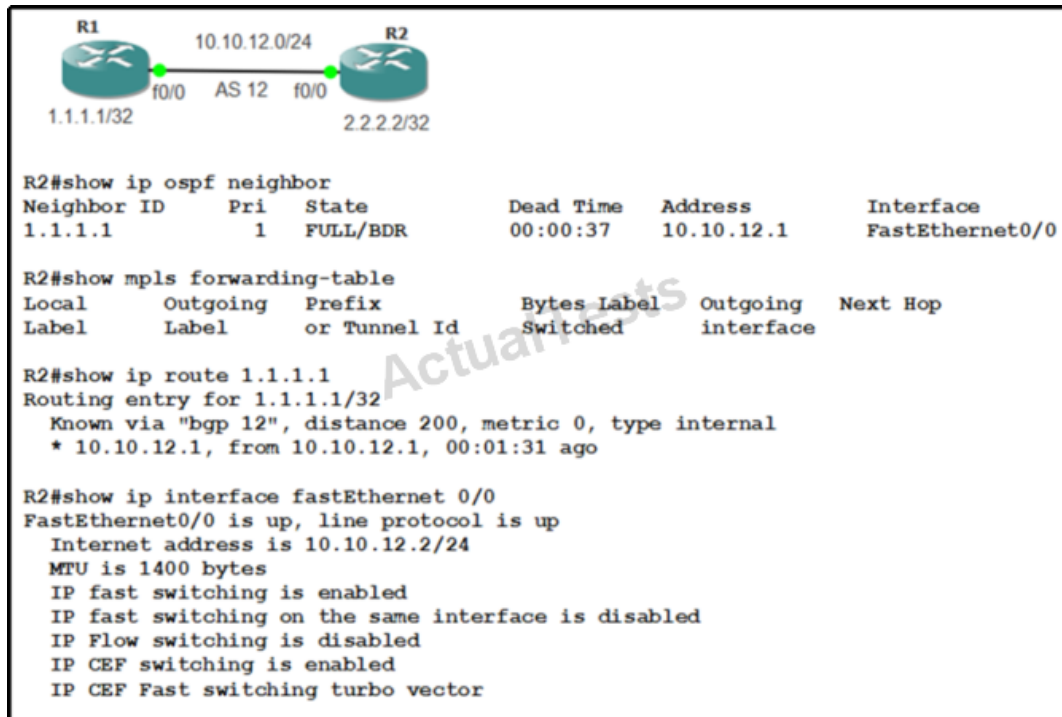 R1
10.10.12.0/24
R2
f0/0
AS 12
f0/0
1.1.1.1/32
2.2.2.2/32
R2#show ip ospf neighbor
Neighbor ID Pri State Dead Time Address Interface
1.1.1.1 1 FULL/BDR 00:00:37 10.10.12.1 FastEthernet0/0
R2#show mpls forwarding-table
Local Outgoing Prefix Bytes Label Outgoing Next Hop
Label Label or Tunnel Id Switched interface
ActualTests
R2#show ip route 1.1.1.1
Routing entry for 1.1.1.1/32
Known via "bgp 12", distance 200, metric 0, type internal
* 10.10.12.1, from 10.10.12.1, 00:01:31 ago
R2#show ip interface fastEthernet 0/0
FastEthernet0/0 is up, line protocol is up
Internet address is 10.10.12.2/24
MTU is 1400 bytes
IP fast switching is enabled
IP fast switching on the same interface is disabled
IP Flow switching is disabled
IP CEF switching is enabled
IP CEF Fast switching turbo vector